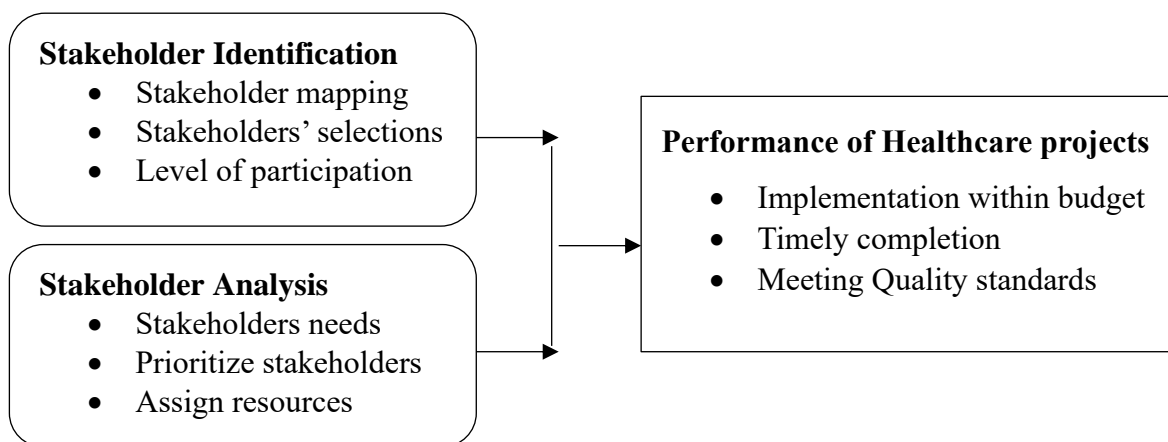 Stakeholder Identification
• Stakeholder mapping
• Stakeholders’ selections
• Level of participation
Stakeholder Analysis
• Stakeholders needs
• Prioritize stakeholders
• Assign resources
Performance of Healthcare projects
• Implementation within budget
• Timely completion
• Meeting Quality standards